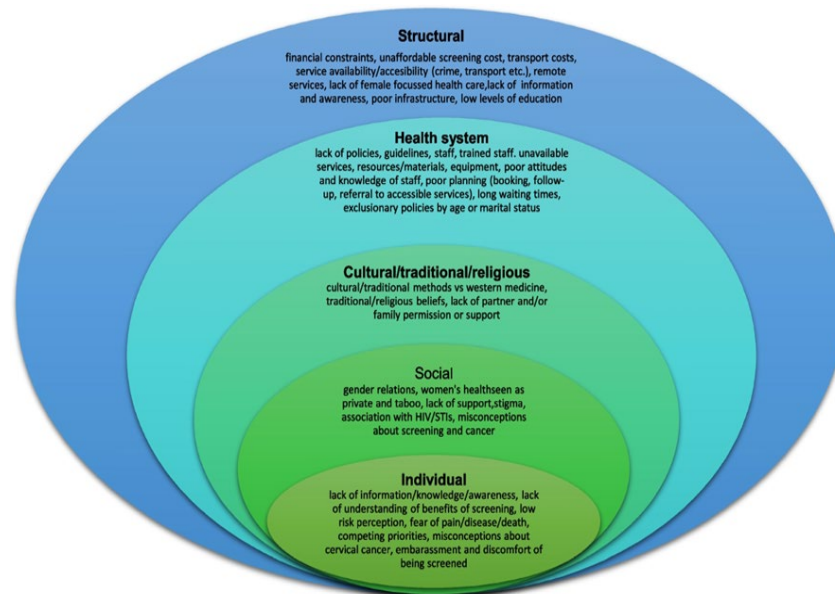 Structural
financial constraints, unaffordable screening cost, transport costs,
service availability/accesibility (crime, transport etc.), remote
services, lack of female focussed health care,lack of information
and awareness, poor infrastructure, low levels of education
Health system
lack of policies, guidelines, staff, trained staff. unavailable
services, resources/materials, equipment, poor attitudes
and knowledge of staff, poor planning (booking, follow-
up, referral to accessible services), long waiting times,
exclusionary policies by age or marital status
Cultural/traditional/religious
cultural/traditional methods vs western medicine,
traditional/religious beliefs, lack of partner and/or
family permission or support
Social
gender relations, women's healthseen as
private and taboo, lack of support,stigma,
association with HIV/STIs, misconceptions
about screening and cancer
Individual
lack of information/knowledge/awareness, lack
of understanding of benefits of screening, low
risk perception, fear of pain/disease/death,
competing priorities, misconceptions about
cervical cancer, embarassment and discomfort of
being screened